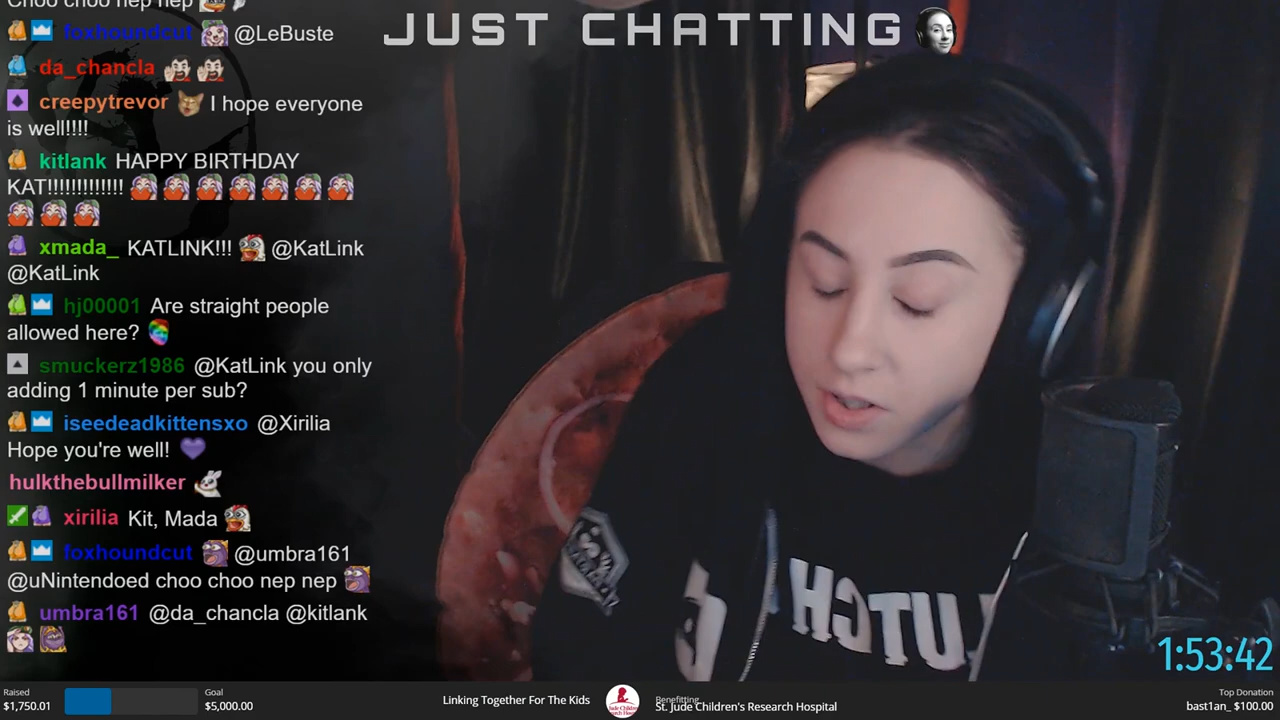 Choo choo nep nep
foxhoundcut @LeBuste
da_chancla
creepytrevor I hope everyone
is well!!!!
kitlank HAPPY BIRTHDAY
KAT!!!!!!!!!!!!
xmada_ KATLINK!!! @KatLink
@KatLink
hj00001 Are straight people
allowed here?
smuckerz1986 @KatLink you only
adding 1 minute per sub?
iseedeadkittensxo @Xirilia
Hope you're well!
hulkthebullmilker
xirilia Kit, Mada
foxhoundcut @umbra161
@uNintendoed choo choo nep nep
umbra161 @da_chancla @kitlank
JUST CHATTING
1:53:42
Raised
$1,750.01
Goal
$5,000.00
Linking Together For The Kids
Benefitting
St. Jude Children's Research Hospital
Top Donation
bast1an_ $100.00